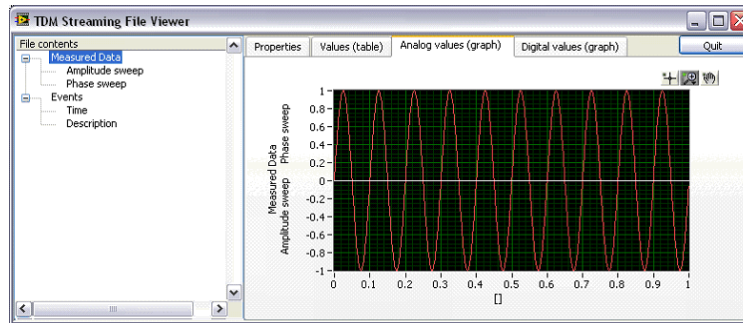 TDM Streaming File Viewer
File contents
Measured Data
Amplitude sweep
Phase sweep
Events
Time
Description
Properties
Values (table)
Analog values (graph)
Digital values (graph)
Quit
Measured Data
Amplitude sweep Phase sweep
1
0.8
0.6
0.4
0.2
0
-0.2
-0.4
-0.6
-0.8
-1
0 0.1 0.2 0.3 0.4 0.5 0.6 0.7 0.8 0.9 1
[]